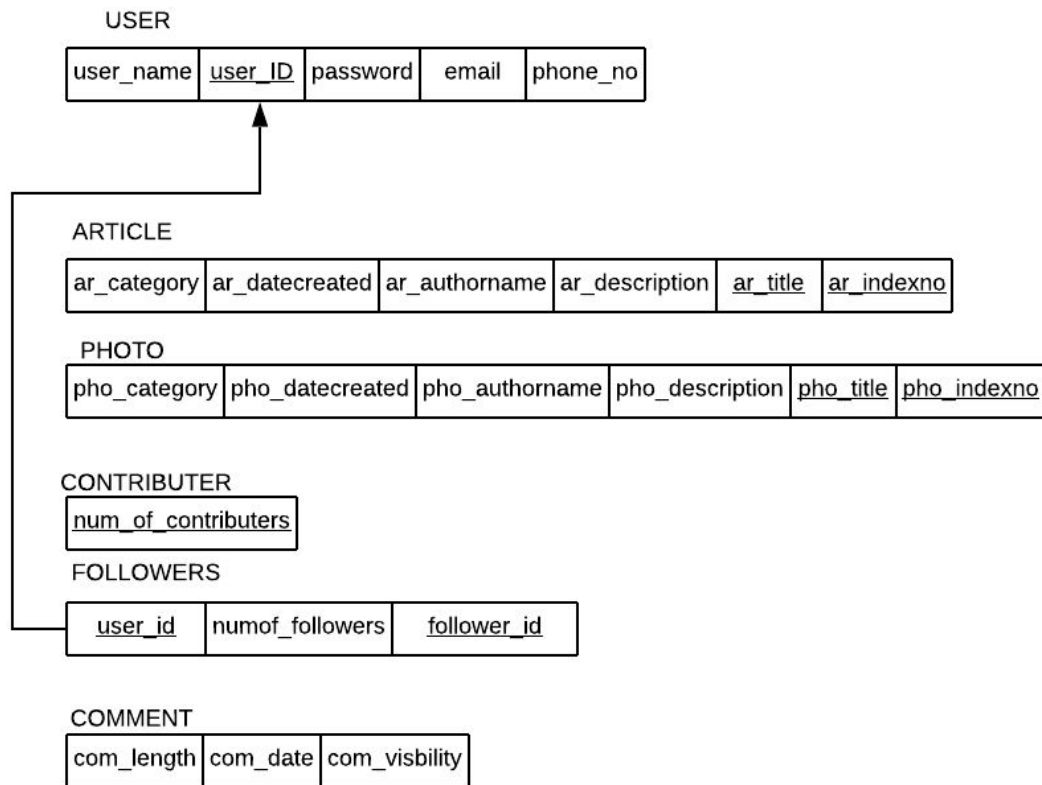 USER
user_name user_ID password email phone_no
ARTICLE
ar_category ar_datecreated ar_authorname ar_description ar_title ar_indexno
PHOTO
pho_category pho_datecreated pho_authorname pho_description pho_title pho_indexno
CONTRIBUTER
num_of_contributers
FOLLOWERS
user_id numof_followers follower_id
COMMENT
com_length com_date com_visbility